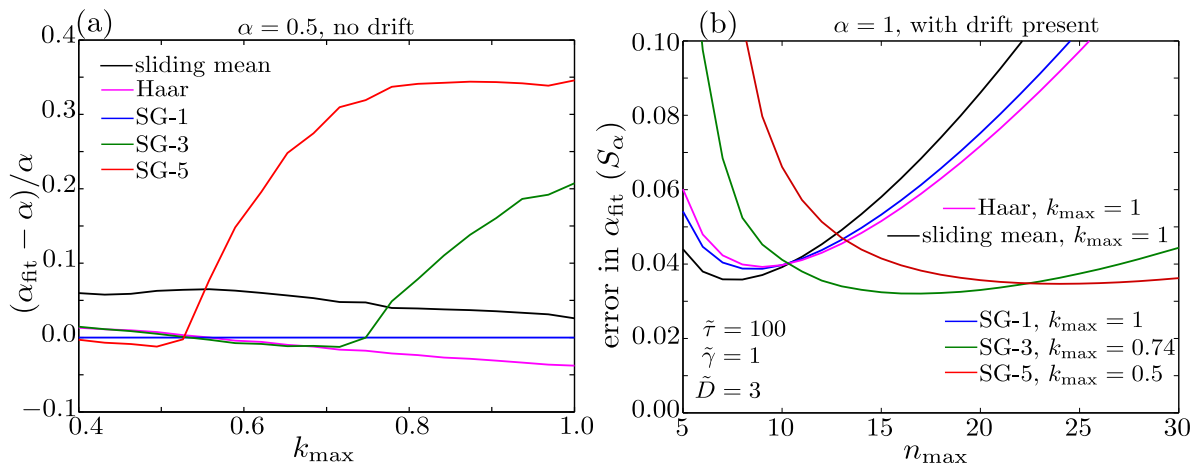 (a)
α = 0.5, no drift
0.4
0.3
0.2
0.1
0.0
−0.1
(α_fit − α)/α
sliding mean
Haar
SG-1
SG-3
SG-5
0.4
0.6
0.8
1.0
k_max
(b)
α = 1, with drift present
0.10
0.08
0.06
0.04
0.02
0.00
error in α_fit (S_α)
Haar, k_max = 1
sliding mean, k_max = 1
τ̃ = 100
γ̃ = 1
D̃ = 3
SG-1, k_max = 1
SG-3, k_max = 0.74
SG-5, k_max = 0.5
5
10
15
20
25
30
n_max